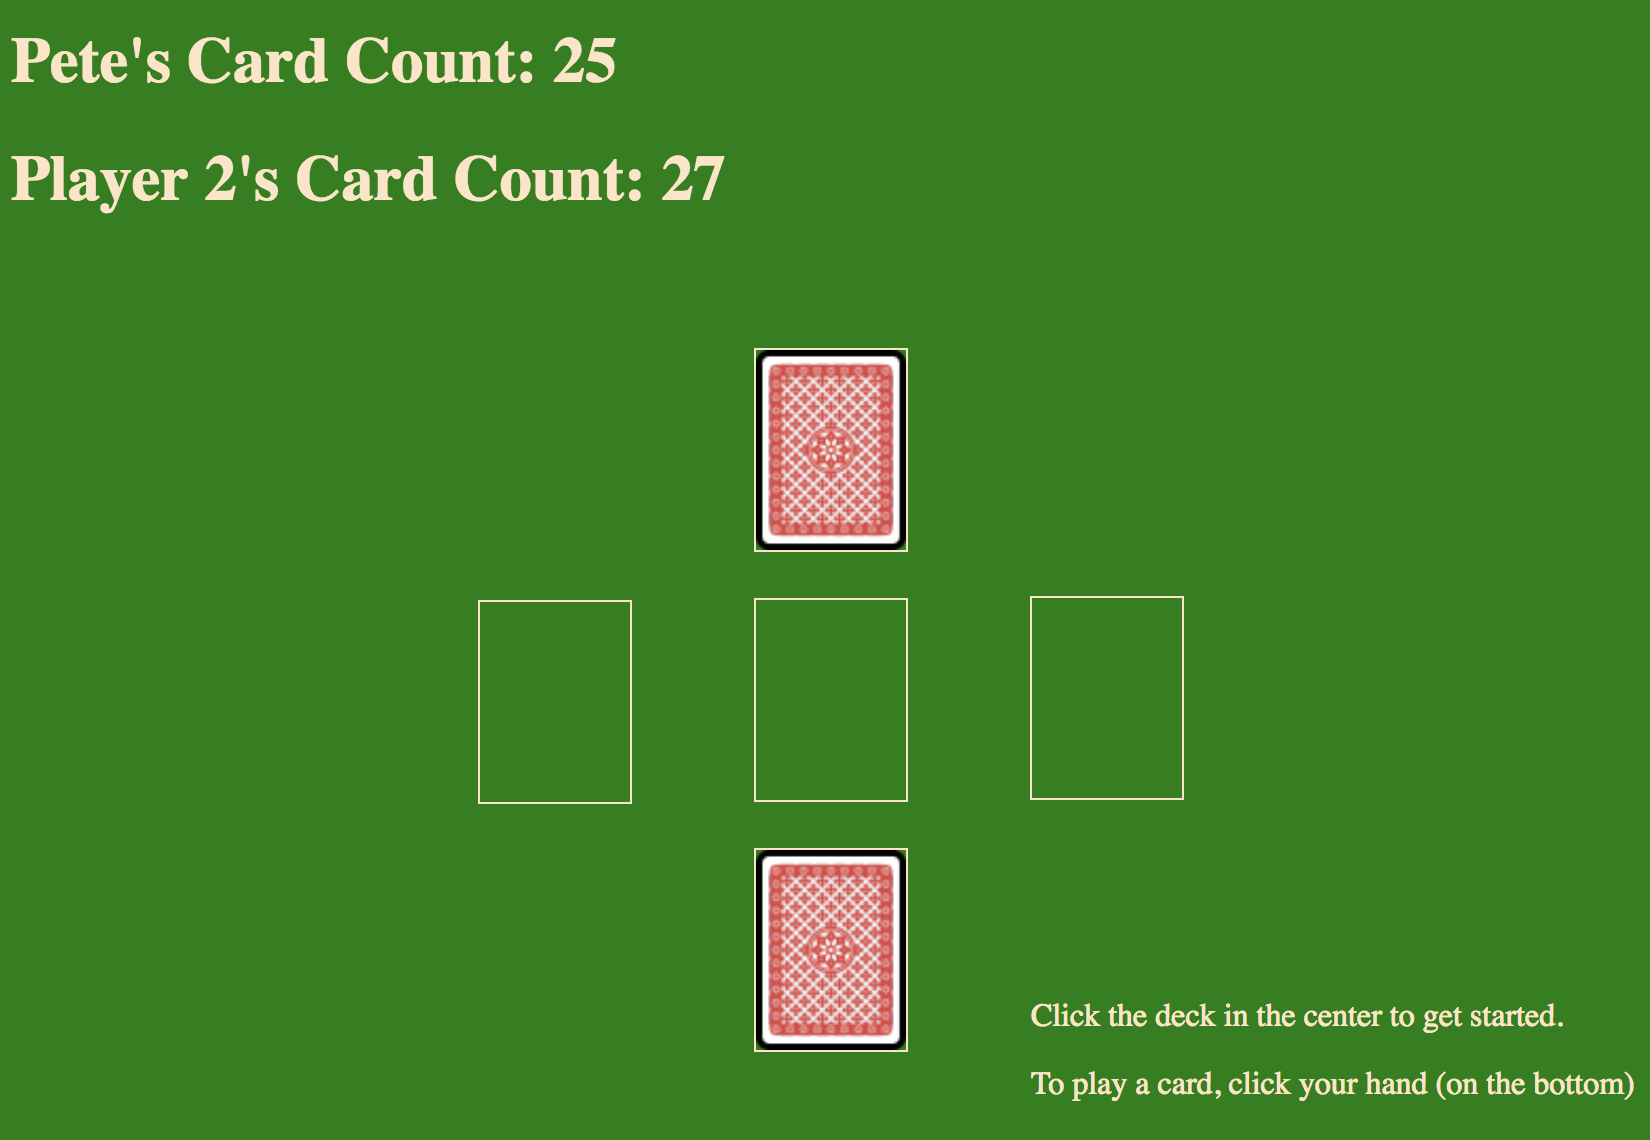 Pete's Card Count: 25
Player 2's Card Count: 27
Click the deck in the center to get started.
To play a card, click your hand (on the bottom)